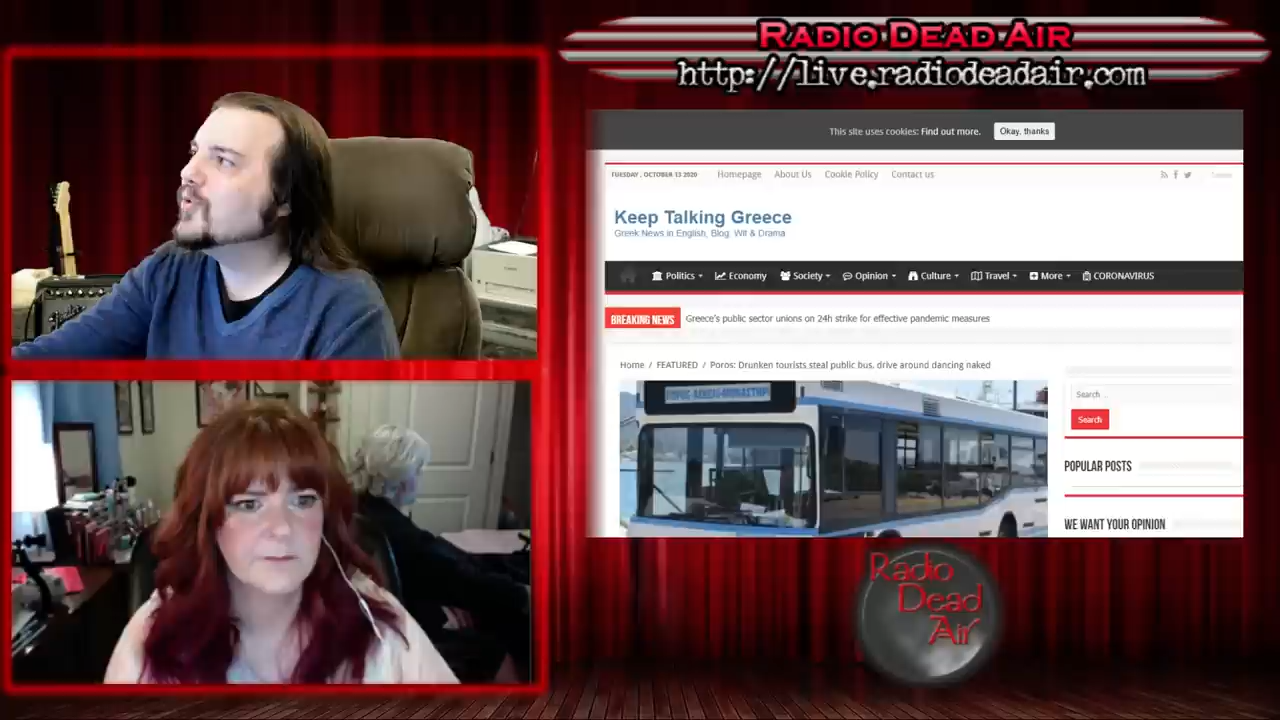 RADIO DEAD AIR
http://live.radiodeadair.com
This site uses cookies: Find out more. Okay, thanks
TUESDAY , OCTOBER 13 2020 Homepage About Us Cookie Policy Contact us
Keep Talking Greece
Greek News in English, Blog, Wit & Drama
Politics Economy Society Opinion Culture Travel More CORONAVIRUS
BREAKING NEWS Greece's public sector unions on 24h strike for effective pandemic measures
Home / FEATURED / Poros: Drunken tourists steal public bus, drive around dancing naked
Search ...
Search
POPULAR POSTS
WE WANT YOUR OPINION
Radio
Dead
Air